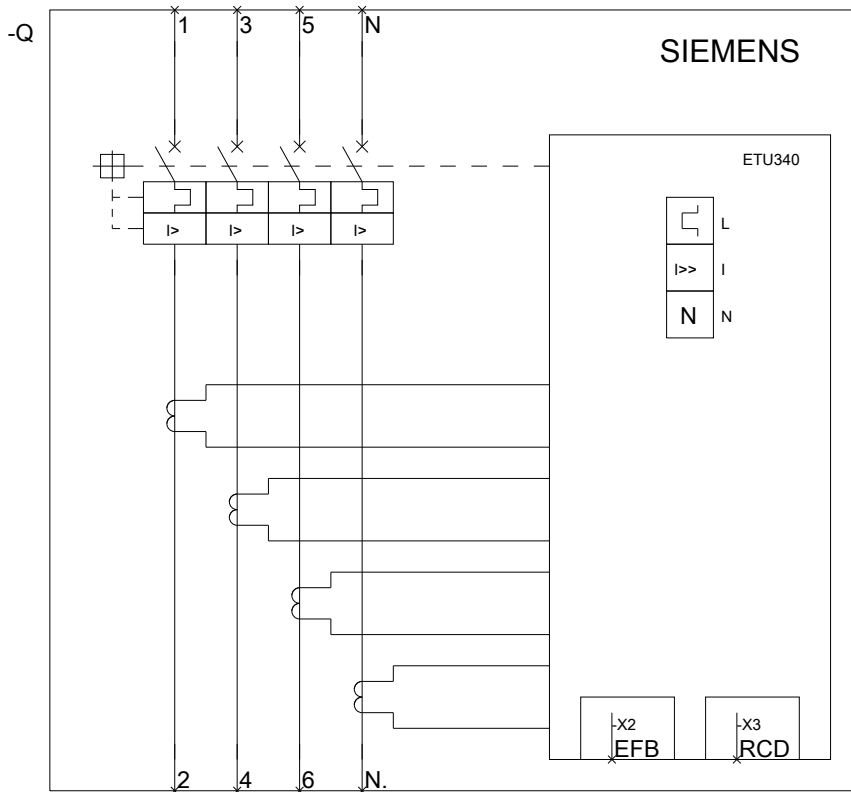 -Q
1 3 5 N
SIEMENS
ETU340
L
I> I> I> I>
I>> I
N N
-X2 -X3
EFB RCD
2 4 6 N.